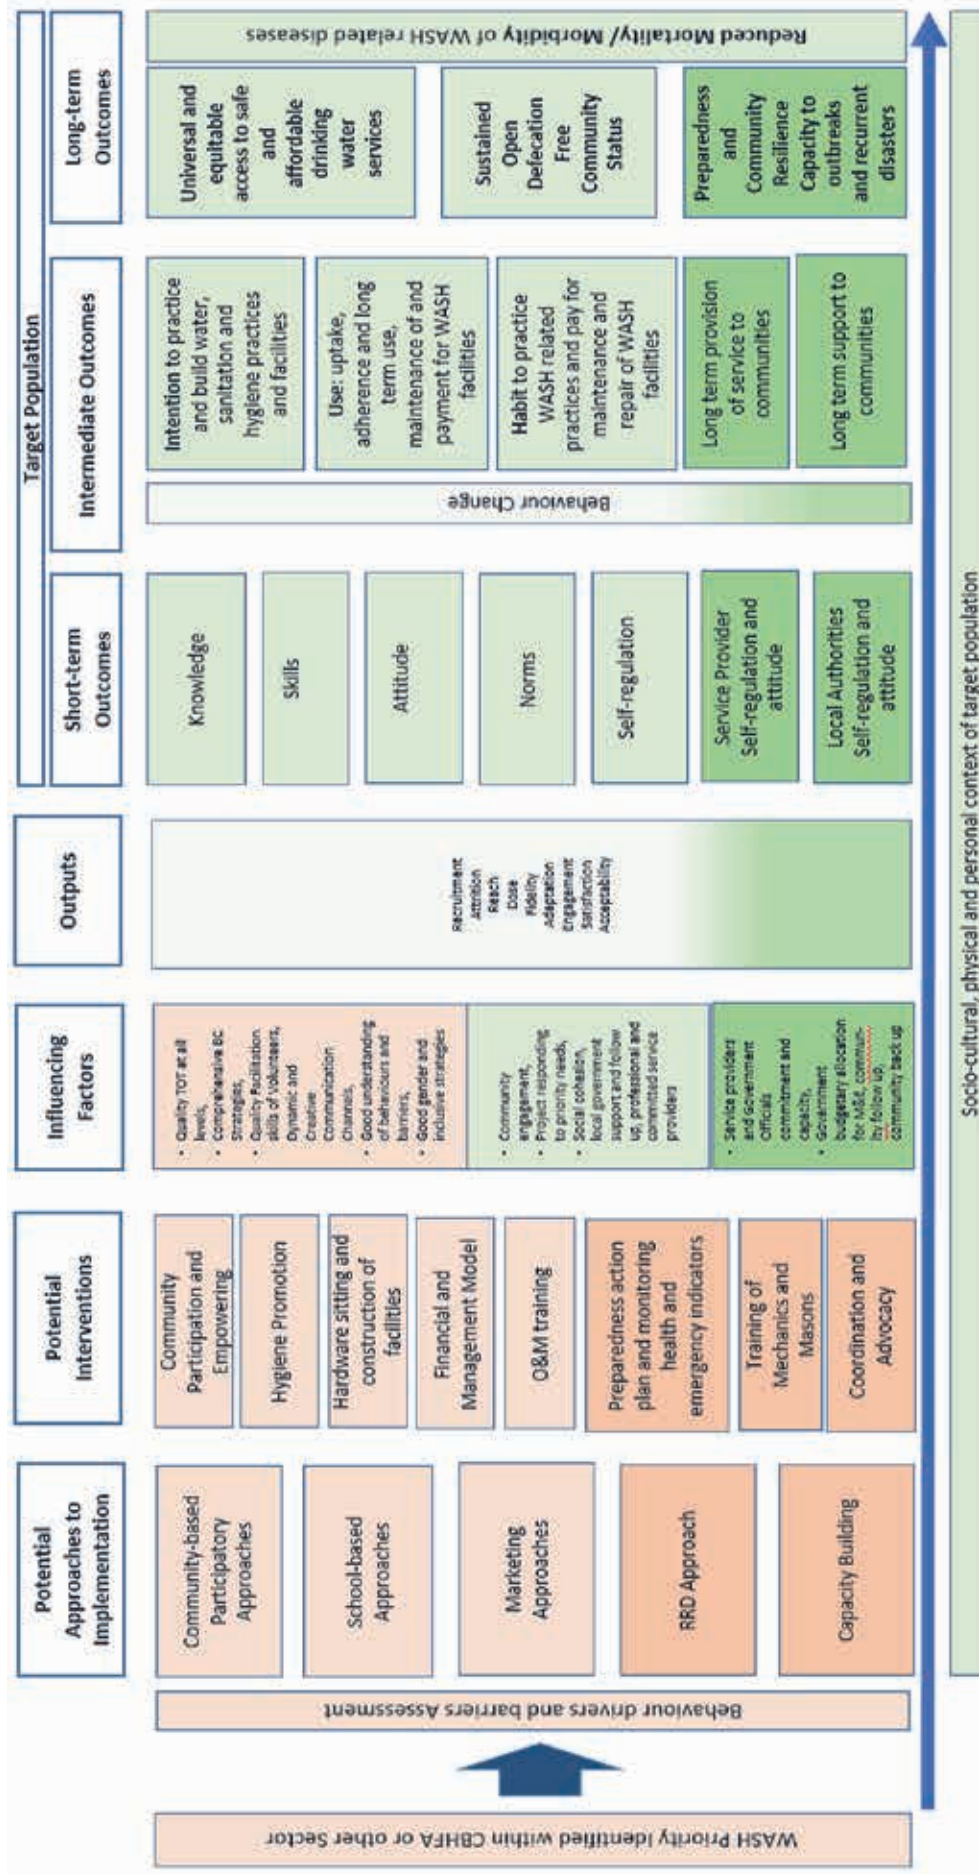 WASH Priority Identified within CBHFA or other Sector
Behaviour drivers and barriers Assessment
Potential
Approaches to
Implementation
Community-based
Participatory
Approaches
School-based
Approaches
Marketing
Approaches
RRD Approach
Capacity Building
Potential
Interventions
Community
Participation and
Empowering
Hygiene Promotion
Hardware sitting and
construction of
facilities
Financial and
Management Model
O&M training
Preparedness action
plan and monitoring
health and
emergency indicators
Training of
Mechanics and
Masons
Coordination and
Advocacy
Influencing
Factors
• Quality TOT at all
levels,
• Comprehensive BC
Strategies,
• Quality Facilitation
skills of Volunteers,
Dynamic and
Creative
Communication
Channels,
• Good understanding
of behaviours and
barriers,
• Good gender and
inclusive strategies
• Community
engagement,
• Project responding
to priority needs,
• Social cohesion,
local government
support and follow
up, professional and
committed service
providers
• Service providers
and Government
Officials
commitment and
capacity,
• Government
budgetary allocation
for M&E, commun-
ity follow up,
community back up
Outputs
Recruitment
Attrition
Reach
Dose
Fidelity
Adaptation
Engagement
Satisfaction
Acceptability
Target Population
Short-term
Outcomes
Knowledge
Skills
Attitude
Norms
Self-regulation
Service Provider
Self-regulation and
attitude
Local Authorities
Self-regulation and
attitude
Behaviour Change
Intermediate Outcomes
Intention to practice
and build water,
sanitation and
hygiene practices
and facilities
Use: uptake,
adherence and long
term use,
maintenance of and
payment for WASH
facilities
Habit to practice
WASH related
practices and pay for
maintenance and
repair of WASH
facilities
Long term provision
of service to
communities
Long term support to
communities
Long-term
Outcomes
Universal and
equitable
access to safe
and
affordable
drinking
water
services
Sustained
Open
Defecation
Free
Community
Status
Preparedness
and
Community
Resilience
Capacity to
outbreaks
and recurrent
disasters
Reduced Mortality/ Morbidity of WASH related diseases
Socio-cultural, physical and personal context of target population